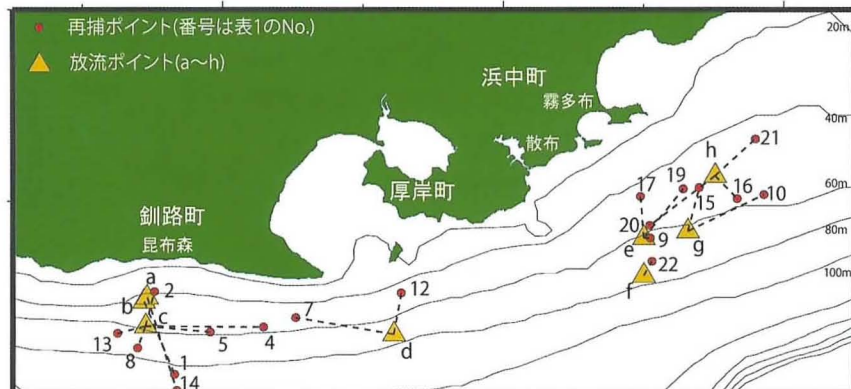 再捕ポイント(番号は表1のNo.)
放流ポイント(a～h)
20m
浜中町
霧多布
40m
散布
21
h
厚岸町
17
19
60m
15
16
10
釧路町
昆布森
20
80m
e
9
g
22
f
100m
a
2
b
12
c
7
13
5
4
d
8
1
14